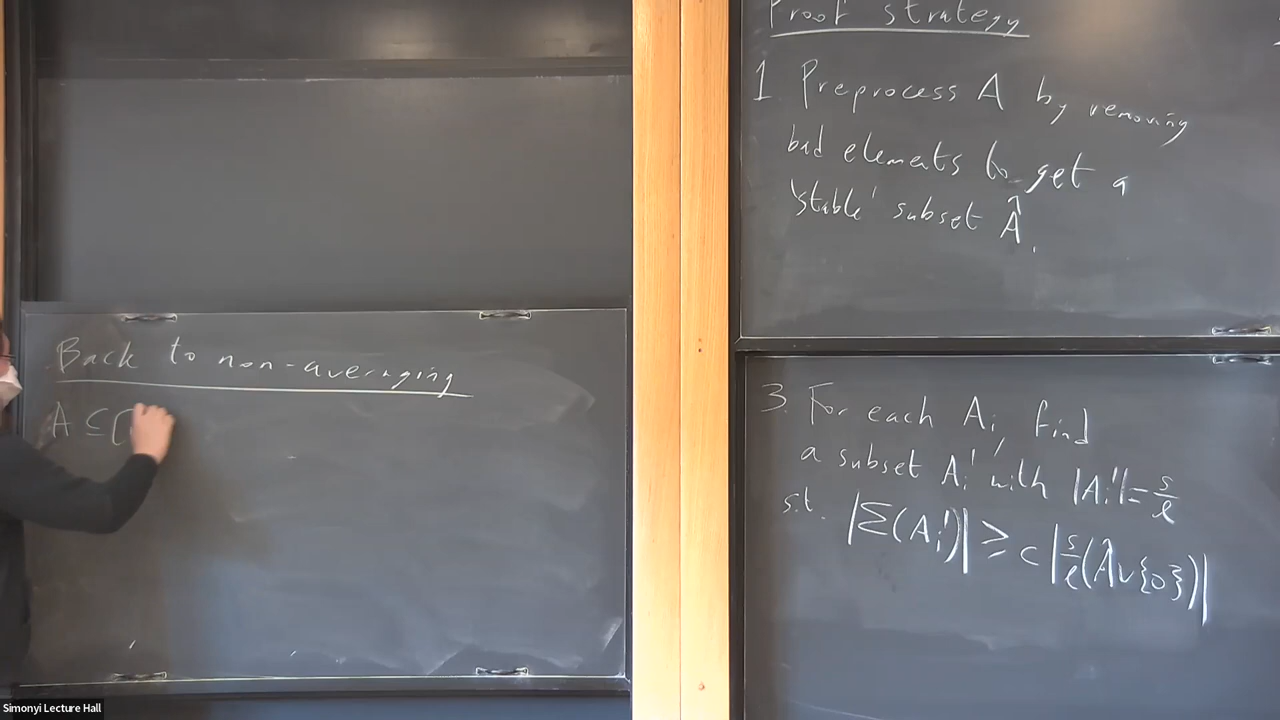 Back to non-averaging
A ⊆ [
Proof strategy
1 Preprocess A by removing
bad elements to get a
'stable' subset Â.
3. For each Aᵢ, find
a subset Aᵢ' with |Aᵢ'| = s/ℓ
s.t. |Σ(Aᵢ')| ≥ c |s/ℓ(Â∪{0})|
Simonyi Lecture Hall